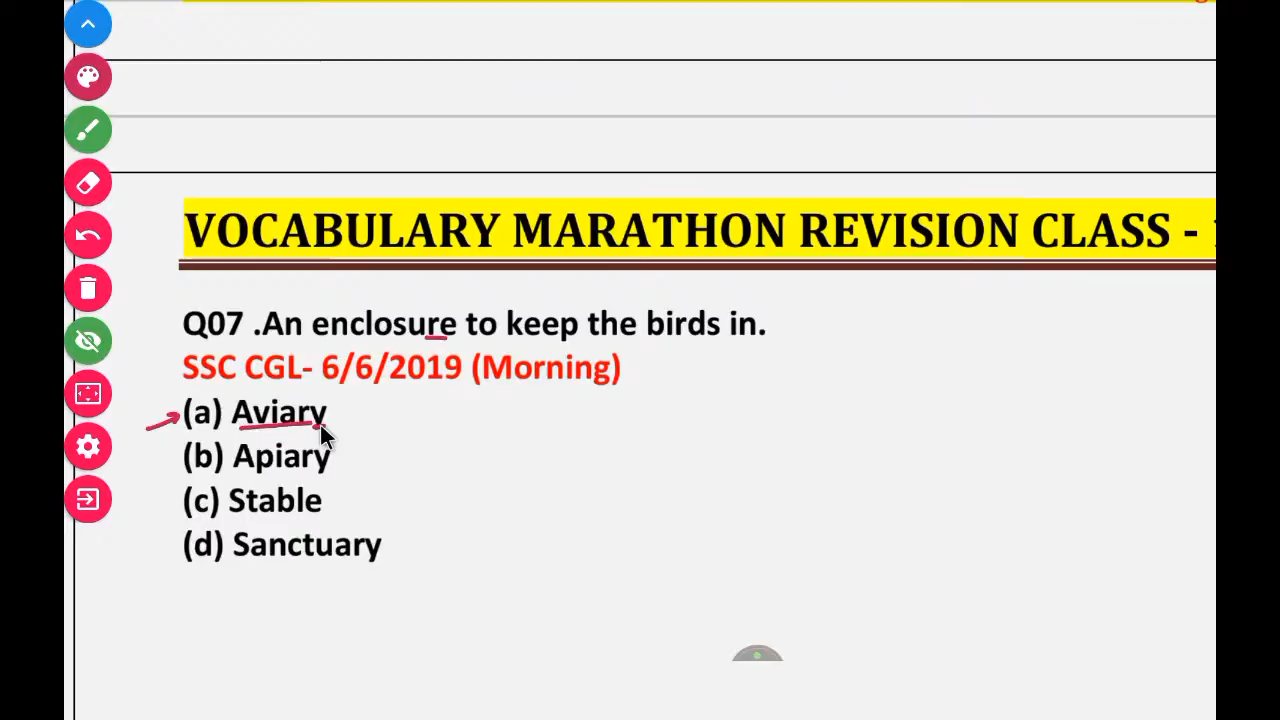 VOCABULARY MARATHON REVISION CLASS -
Q07 .An enclosure to keep the birds in.
SSC CGL- 6/6/2019 (Morning)
(a) Aviary
(b) Apiary
(c) Stable
(d) Sanctuary